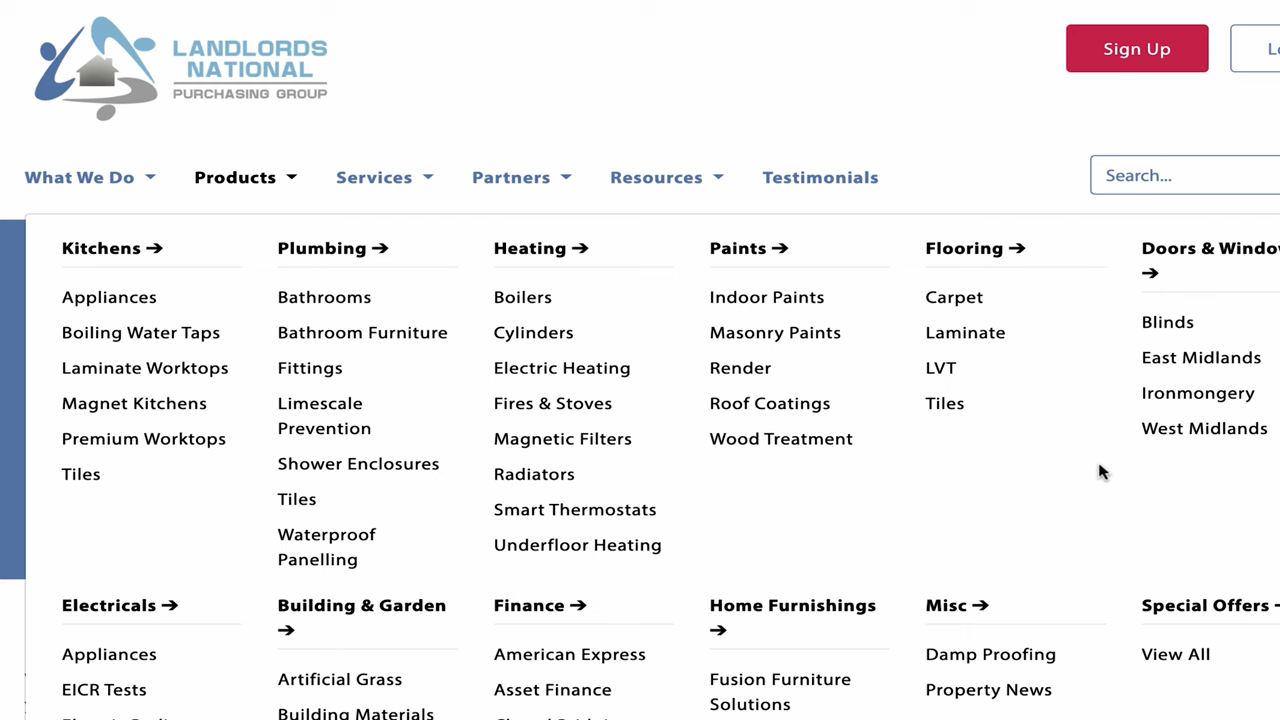 LANDLORDS
NATIONAL
PURCHASING GROUP
Sign Up
What We Do
Products
Services
Partners
Resources
Testimonials
Search...
Kitchens ➔
Appliances
Boiling Water Taps
Laminate Worktops
Magnet Kitchens
Premium Worktops
Tiles
Plumbing ➔
Bathrooms
Bathroom Furniture
Fittings
Limescale
Prevention
Shower Enclosures
Tiles
Waterproof
Panelling
Heating ➔
Boilers
Cylinders
Electric Heating
Fires & Stoves
Magnetic Filters
Radiators
Smart Thermostats
Underfloor Heating
Paints ➔
Indoor Paints
Masonry Paints
Render
Roof Coatings
Wood Treatment
Flooring ➔
Carpet
Laminate
LVT
Tiles
Doors &
➔
Blinds
East Midlands
Ironmongery
West Midlands
Electricals ➔
Appliances
EICR Tests
Building & Garden
➔
Artificial Grass
Building Materials
Finance ➔
American Express
Asset Finance
Home Furnishings
➔
Fusion Furniture
Solutions
Misc ➔
Damp Proofing
Property News
Special Offers
View All